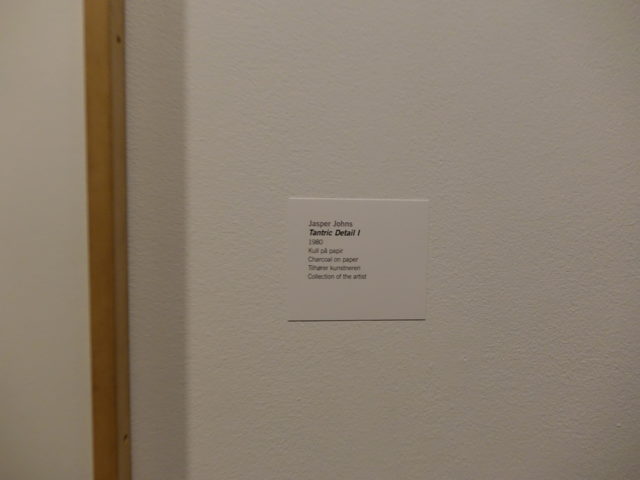 Jasper Johns
Tantric Detail I
1980
Kull på papir
Charcoal on paper
Tilhører kunstneren
Collection of the artist